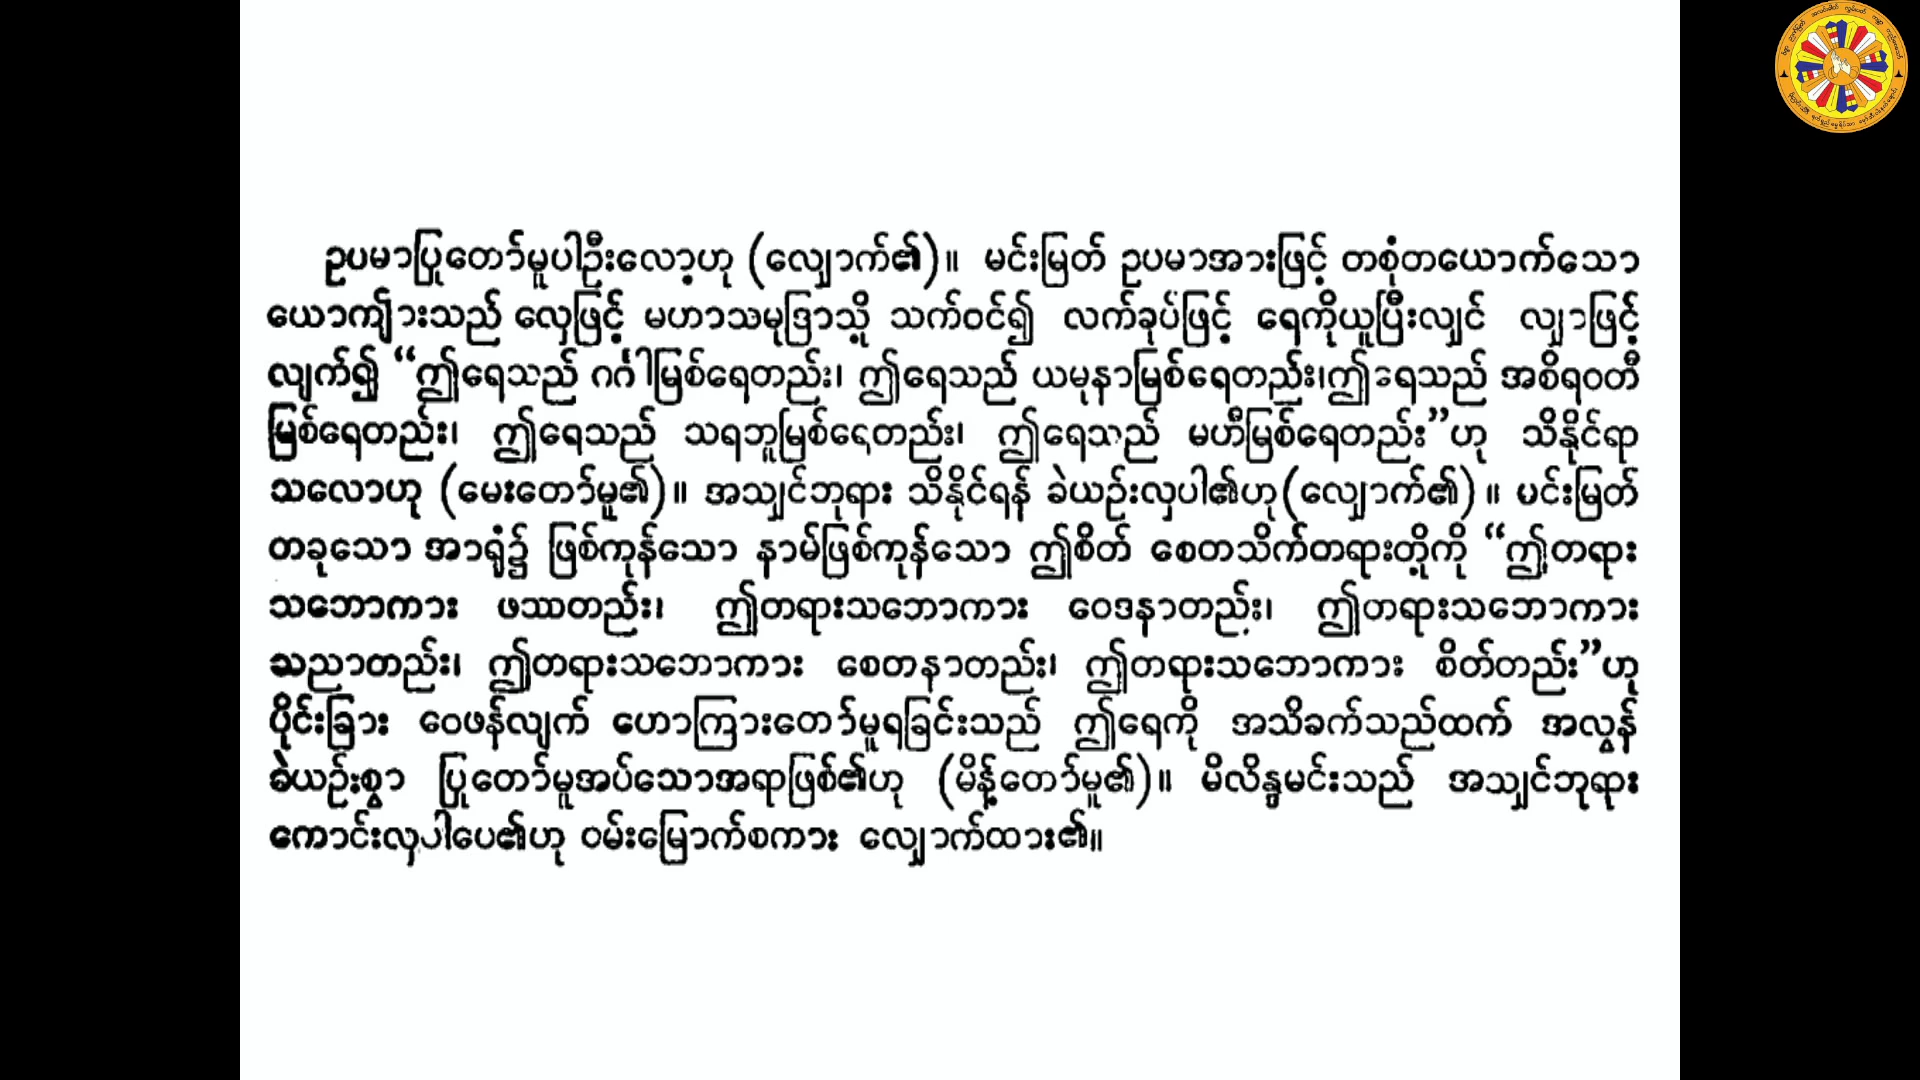 ဥပမာပြုတော်မူပါဦးလော့ဟု (လျှောက်၏)။ မင်းမြတ် ဥပမာအားဖြင့် တစုံတယောက်သော
ယောက်ျားသည် လှေဖြင့် မဟာသမုဒြာသို့ သက်ဝင်၍ လက်ခုပ်ဖြင့် ရေကိုယူပြီးလျှင် လျှာဖြင့်
လျက်၍ “ဤရေသည် ဂင်္ဂါမြစ်ရေတည်း၊ ဤရေသည် ယမုနာမြစ်ရေတည်း၊ဤရေသည် အစိရဝတီ
မြစ်ရေတည်း၊ ဤရေသည် သရဘူမြစ်ရေတည်း၊ ဤရေသည် မဟီမြစ်ရေတည်း”ဟု သိနိုင်ရာ
သလောဟု (မေးတော်မူ၏)။ အသျှင်ဘုရား သိနိုင်ရန် ခဲယဉ်းလှပါ၏ဟု(လျှောက်၏)။ မင်းမြတ်
တခုသော အာရုံ၌ ဖြစ်ကုန်သော နာမ်ဖြစ်ကုန်သော ဤစိတ် စေတသိက်တရားတို့ကို “ဤတရား
သဘောကား ဖဿတည်း၊ ဤတရားသဘောကား ဝေဒနာတည်း၊ ဤတရားသဘောကား
သညာတည်း၊ ဤတရားသဘောကား စေတနာတည်း၊ ဤတရားသဘောကား စိတ်တည်း”ဟု
ပိုင်းခြား ဝေဖန်လျက် ဟောကြားတော်မူရခြင်းသည် ဤရေကို အသိခက်သည်ထက် အလွန်
ခဲယဉ်းစွာ ပြုတော်မူအပ်သောအရာဖြစ်၏ဟု (မိန့်တော်မူ၏)။ မိလိန္ဒမင်းသည် အသျှင်ဘုရား
ကောင်းလှပါပေ၏ဟု ဝမ်းမြောက်စကား လျှောက်ထား၏။